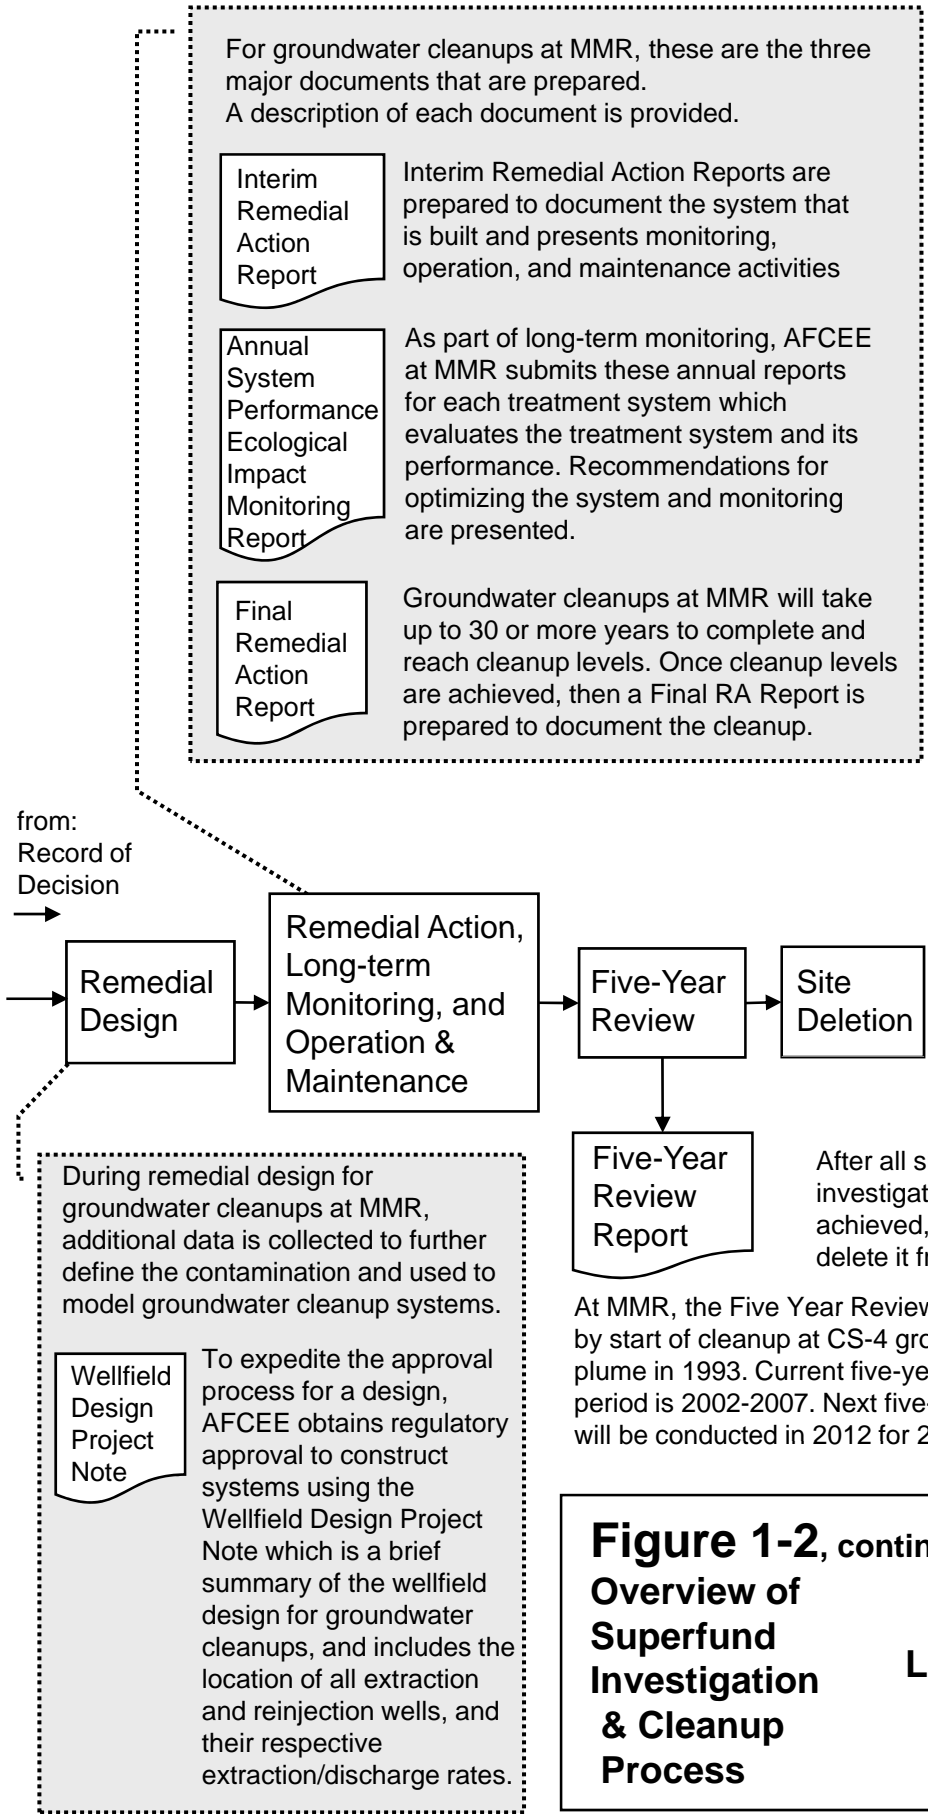 For groundwater cleanups at MMR, these are the three
major documents that are prepared.
A description of each document is provided.
Interim
Remedial
Action
Report
Interim Remedial Action Reports are
prepared to document the system that
is built and presents monitoring,
operation, and maintenance activities
Annual
System
Performance
Ecological
Impact
Monitoring
Report
As part of long-term monitoring, AFCEE
at MMR submits these annual reports
for each treatment system which
evaluates the treatment system and its
performance. Recommendations for
optimizing the system and monitoring
are presented.
Final
Remedial
Action
Report
Groundwater cleanups at MMR will take
up to 30 or more years to complete and
reach cleanup levels. Once cleanup levels
are achieved, then a Final RA Report is
prepared to document the cleanup.
from:
Record of
Decision
Remedial
Design
Remedial Action,
Long-term
Monitoring, and
Operation &
Maintenance
Five-Year
Review
Site
Deletion
Five-Year
Review
Report
After all
investigat
achieved,
delete it
At MMR, the Five Year Review
by start of cleanup at CS-4
plume in 1993. Current
period is 2002-2007. Next
will be conducted in 2012 for
During remedial design for
groundwater cleanups at MMR,
additional data is collected to further
define the contamination and used to
model groundwater cleanup systems.
Wellfield
Design
Project
Note
To expedite the approval
process for a design,
AFCEE obtains regulatory
approval to construct
systems using the
Wellfield Design Project
Note which is a brief
summary of the wellfield
design for groundwater
cleanups, and includes the
location of all extraction
and reinjection wells, and
their respective
extraction/discharge rates.
Figure 1-2, contin
Overview of
Superfund
Investigation
& Cleanup
Process
L